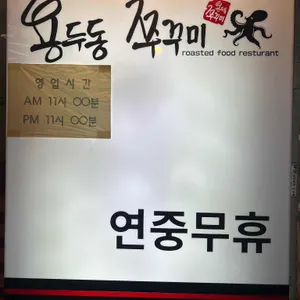 용두동 쭈꾸미
roasted food resturant
영업시간
AM 11시 00분
PM 11시 00분
연중무휴